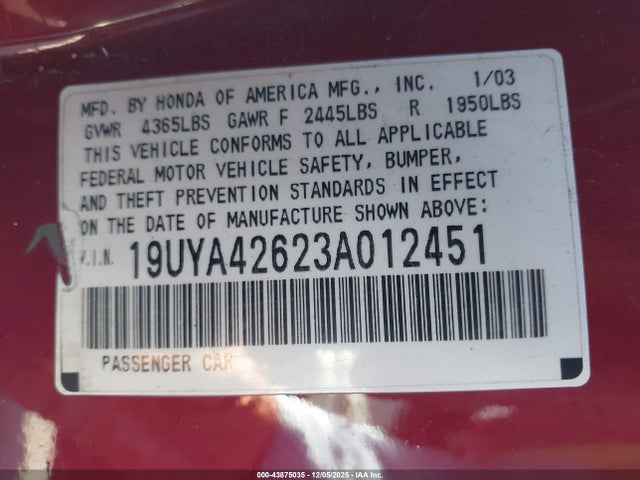 MFD. BY HONDA OF AMERICA MFG., INC. 1/03
GVWR 4365LBS GAWR F 2445LBS R 1950LBS
THIS VEHICLE CONFORMS TO ALL APPLICABLE
FEDERAL MOTOR VEHICLE SAFETY, BUMPER,
AND THEFT PREVENTION STANDARDS IN EFFECT
ON THE DATE OF MANUFACTURE SHOWN ABOVE:
V.I.N. 19UYA42623A012451
PASSENGER CAR
000-43875035 - 12/05/2025 - IAA Inc.